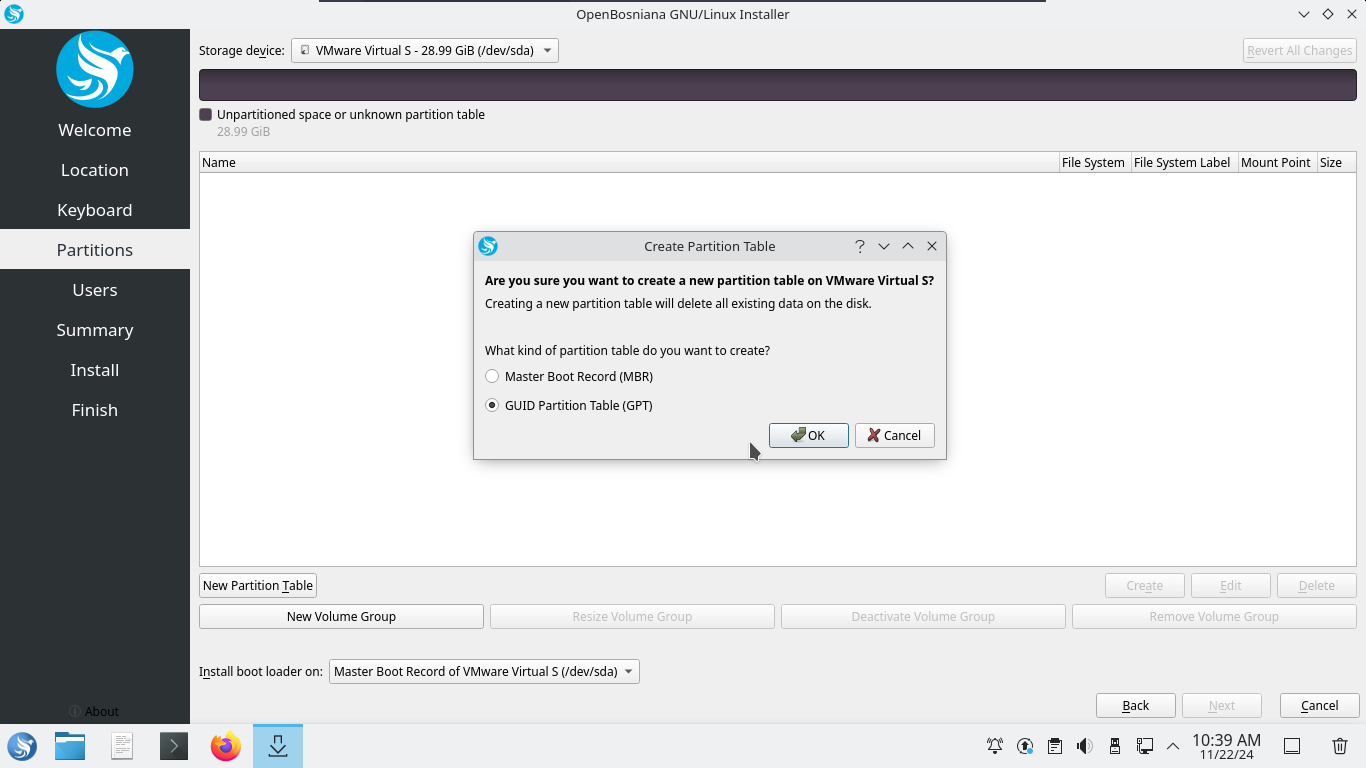 OpenBosniana GNU/Linux Installer
Welcome
Location
Keyboard
Partitions
Users
Summary
Install
Finish
About
Storage device:
VMware Virtual S - 28.99 GiB (/dev/sda)
Revert All Changes
Unpartitioned space or unknown partition table
28.99 GiB
Name File System File System Label Mount Point Size
Create Partition Table
Are you sure you want to create a new partition table on VMware Virtual S?
Creating a new partition table will delete all existing data on the disk.
What kind of partition table do you want to create?
Master Boot Record (MBR)
GUID Partition Table (GPT)
OK Cancel
New Partition Table Create Edit Delete
New Volume Group Resize Volume Group Deactivate Volume Group Remove Volume Group
Install boot loader on: Master Boot Record of VMware Virtual S (/dev/sda)
Back Next Cancel
10:39 AM
11/22/24